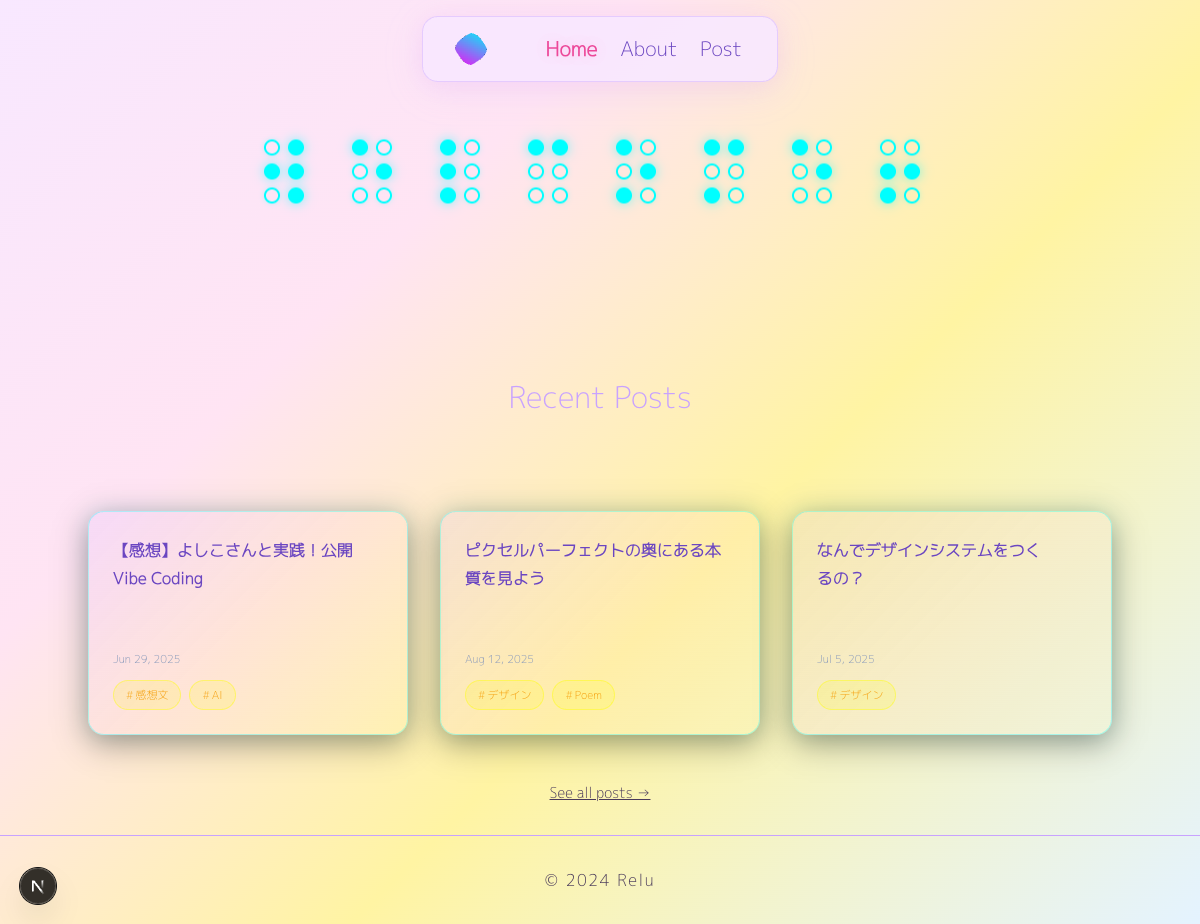 Home About Post
⠺⠑⠇⠉⠕⠍⠑⠖
Recent Posts
【感想】よしこさんと実践！公開
Vibe Coding
Jun 29, 2025
# 感想文 # AI
ピクセルパーフェクトの奥にある本
質を見よう
Aug 12, 2025
# デザイン # Poem
なんでデザインシステムをつく
るの？
Jul 5, 2025
# デザイン
See all posts →
N
© 2024 Relu